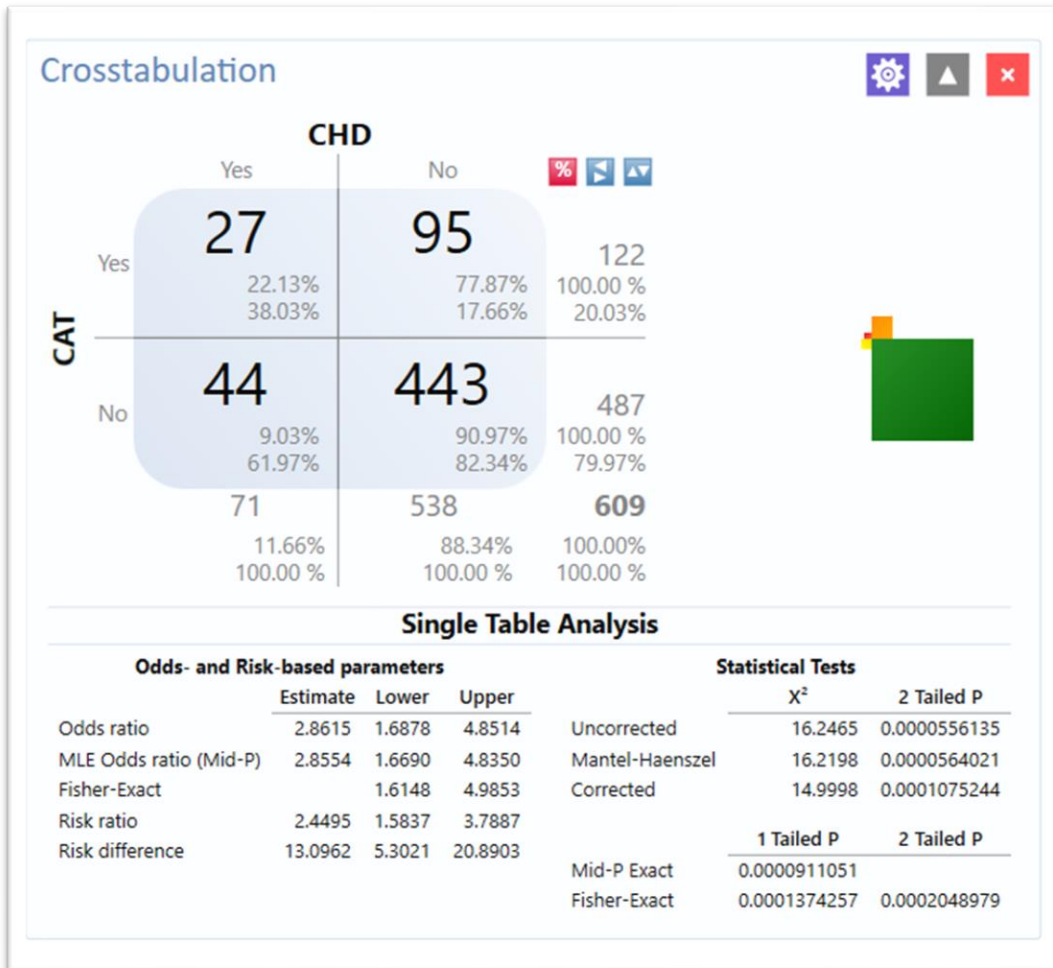 Crosstabulation
CHD
Yes No %
27 95 122
Yes
22.13% 77.87% 100.00 %
38.03% 17.66% 20.03%
CAT
44 443 487
No
9.03% 90.97% 100.00 %
61.97% 82.34% 79.97%
71 538 609
11.66% 88.34% 100.00%
100.00 % 100.00 % 100.00 %
Single Table Analysis
Odds- and Risk-based parameters
Estimate Lower Upper
Odds ratio 2.8615 1.6878 4.8514
MLE Odds ratio (Mid-P) 2.8554 1.6690 4.8350
Fisher-Exact 1.6148 4.9853
Risk ratio 2.4495 1.5837 3.7887
Risk difference 13.0962 5.3021 20.8903
Statistical Tests
X² 2 Tailed P
Uncorrected 16.2465 0.0000556135
Mantel-Haenszel 16.2198 0.0000564021
Corrected 14.9998 0.0001075244
1 Tailed P 2 Tailed P
Mid-P Exact 0.0000911051
Fisher-Exact 0.0001374257 0.0002048979